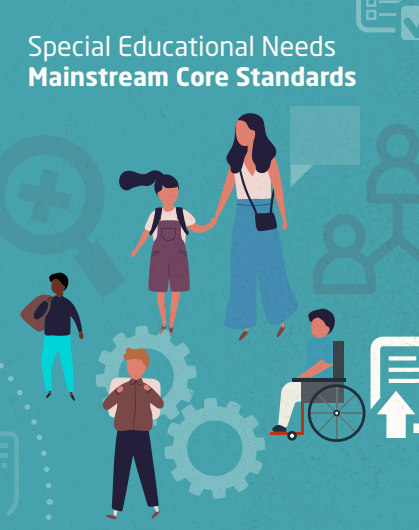 Special Educational Needs
Mainstream Core Standards